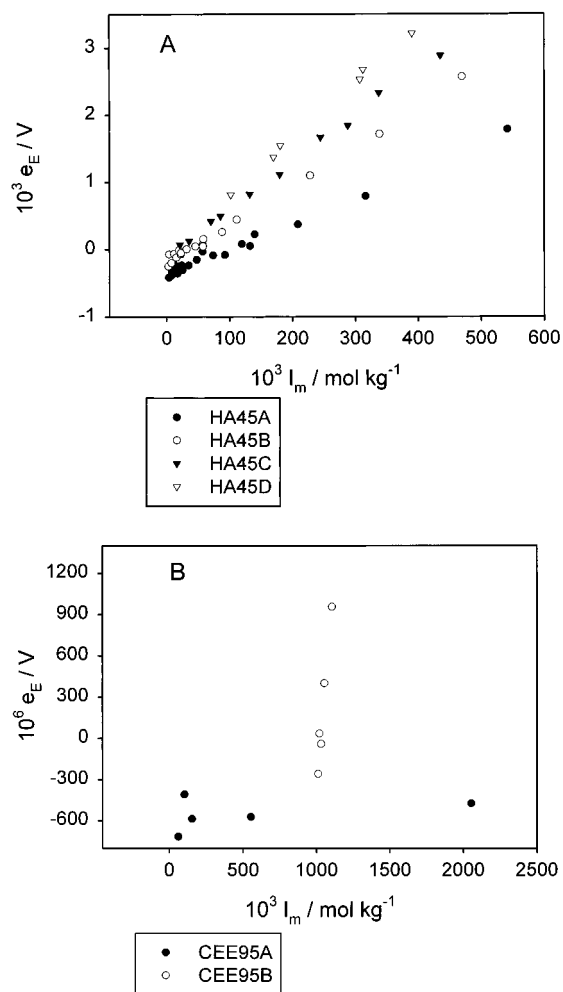 A
3
2
1
0
-1
10³ e_E / V
0 100 200 300 400 500 600
10³ I_m / mol kg⁻¹
HA45A
HA45B
HA45C
HA45D
B
1200
900
600
300
0
-300
-600
10⁶ e_E / V
0 500 1000 1500 2000 2500
10³ I_m / mol kg⁻¹
CEE95A
CEE95B